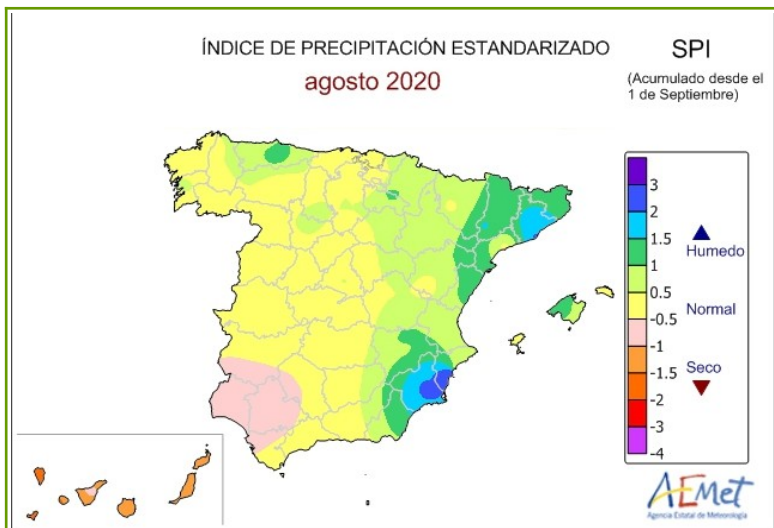 ÍNDICE DE PRECIPITACIÓN ESTANDARIZADO
agosto 2020
SPI
(Acumulado desde el
1 de Septiembre)
3
2
1.5
1
0.5
-0.5
-1
-1.5
-2
-3
-4
Humedo
Normal
Seco
AEMet
Agencia Estatal de Meteorología